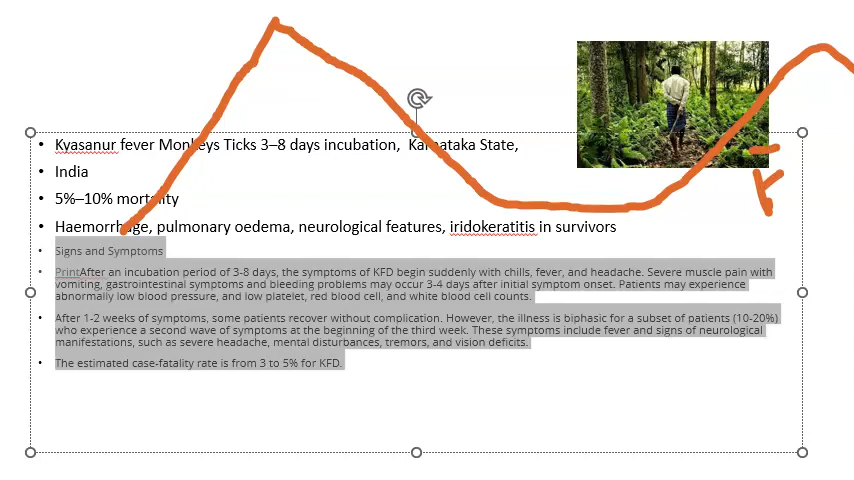 • Kyasanur fever Monkeys Ticks 3–8 days incubation,  Karnataka State,
• India
• 5%–10% mortality
• Haemorrhage, pulmonary oedema, neurological features, iridokeratitis in survivors
• Signs and Symptoms
• PrintAfter an incubation period of 3-8 days, the symptoms of KFD begin suddenly with chills, fever, and headache. Severe muscle pain with
vomiting, gastrointestinal symptoms and bleeding problems may occur 3-4 days after initial symptom onset. Patients may experience
abnormally low blood pressure, and low platelet, red blood cell, and white blood cell counts.
• After 1-2 weeks of symptoms, some patients recover without complication. However, the illness is biphasic for a subset of patients (10-20%)
who experience a second wave of symptoms at the beginning of the third week. These symptoms include fever and signs of neurological
manifestations, such as severe headache, mental disturbances, tremors, and vision deficits.
• The estimated case-fatality rate is from 3 to 5% for KFD.